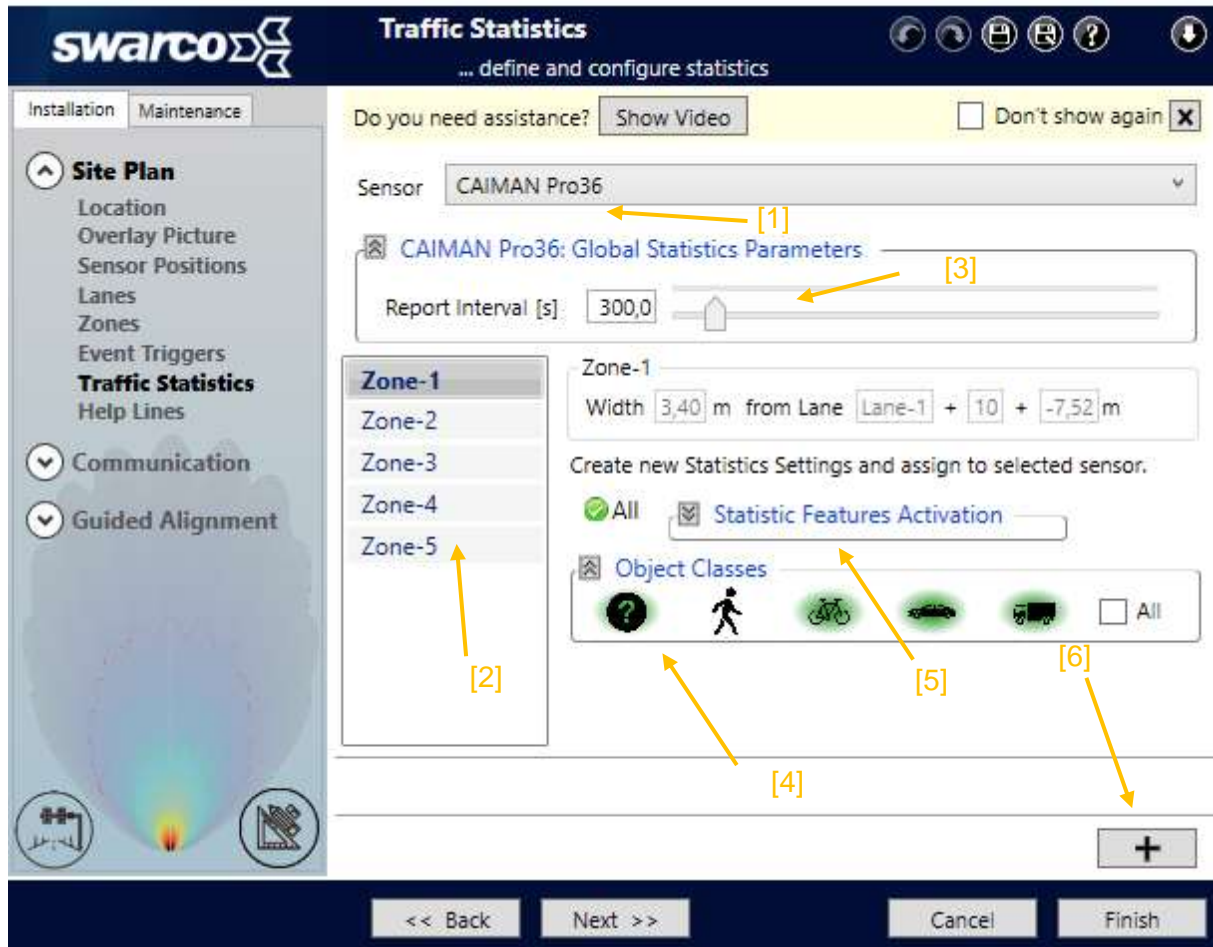 swarco
Traffic Statistics
... define and configure statistics
?
Installation
Maintenance
Do you need assistance?
Show Video
Don't show again
Site Plan
Location
Overlay Picture
Sensor Positions
Lanes
Zones
Event Triggers
Traffic Statistics
Help Lines
Communication
Guided Alignment
Sensor
CAIMAN Pro36
[1]
CAIMAN Pro36: Global Statistics Parameters
[3]
Report Interval [s]
300,0
Zone-1
Zone-2
Zone-3
Zone-4
Zone-5
[2]
Zone-1
Width 3,40 m from Lane Lane-1 + 10 + -7,52 m
Create new Statistics Settings and assign to selected sensor.
All
Statistic Features Activation
Object Classes
?
All
[5]
[6]
[4]
+
<< Back
Next >>
Cancel
Finish